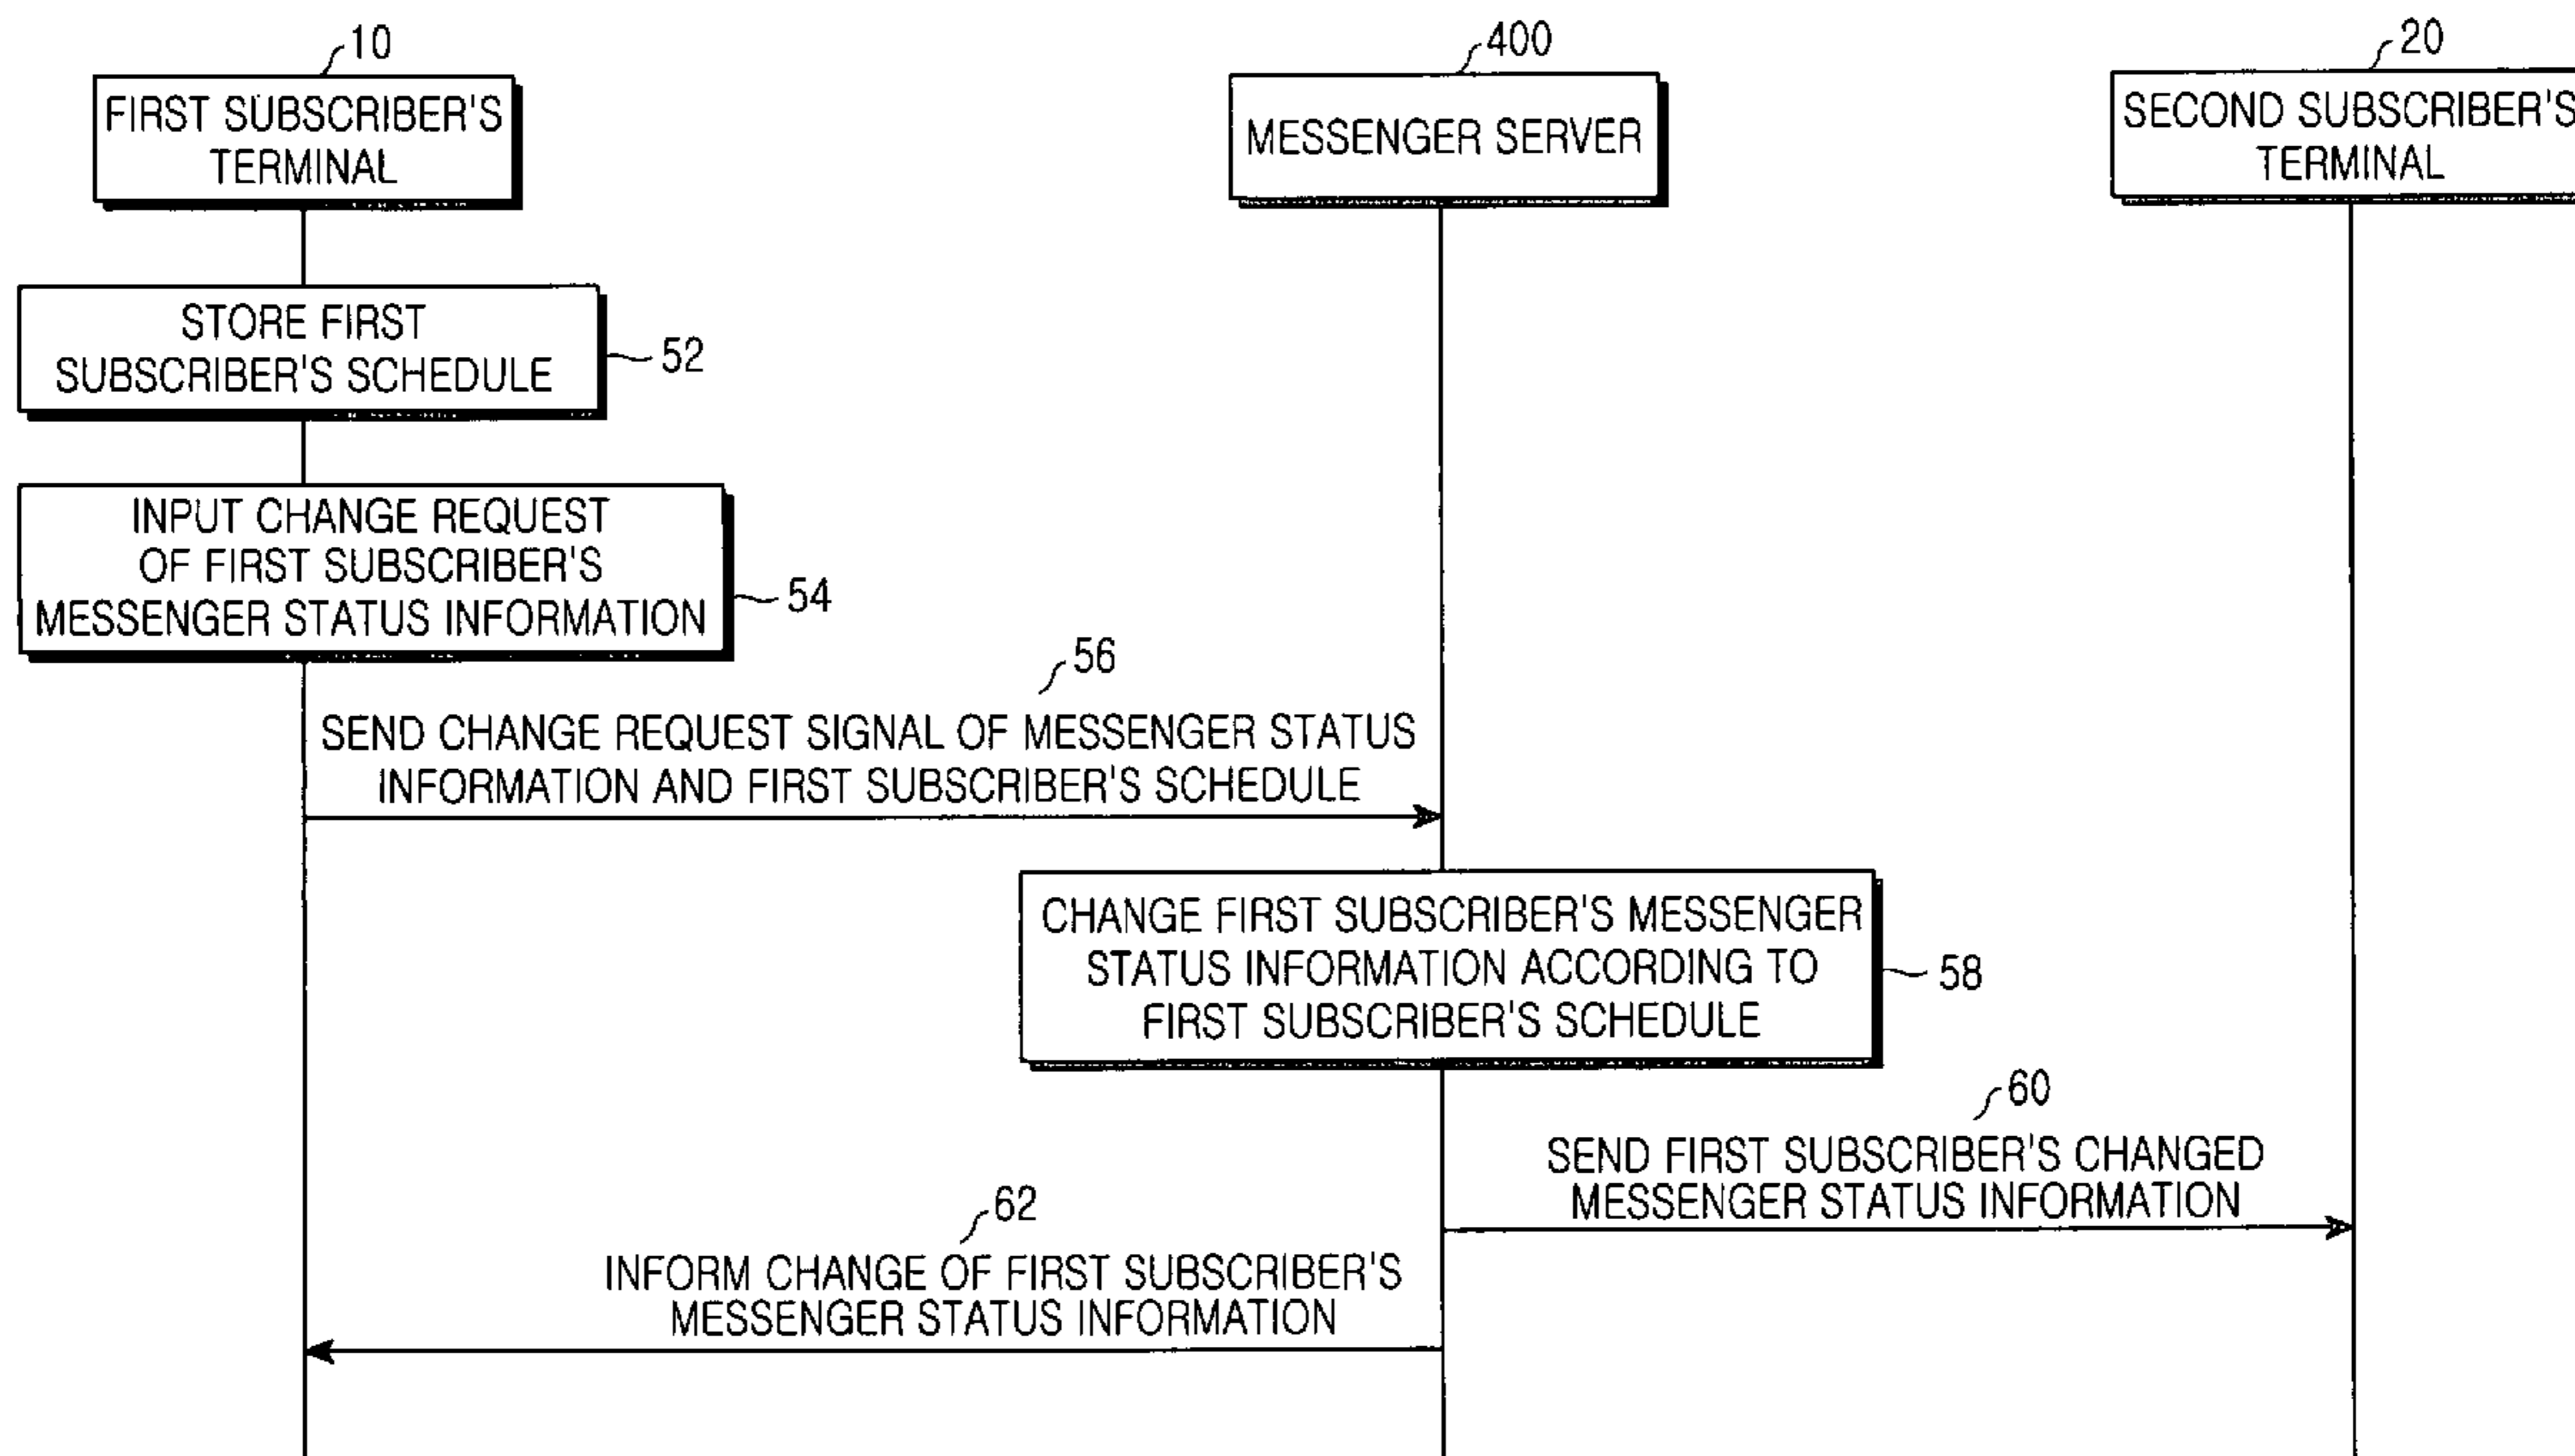 10
400
20
FIRST SUBSCRIBER'S
TERMINAL
MESSENGER SERVER
SECOND SUBSCRIBER'S
TERMINAL
STORE FIRST
SUBSCRIBER'S SCHEDULE
52
INPUT CHANGE REQUEST
OF FIRST SUBSCRIBER'S
MESSENGER STATUS INFORMATION
54
56
SEND CHANGE REQUEST SIGNAL OF MESSENGER STATUS
INFORMATION AND FIRST SUBSCRIBER'S SCHEDULE
CHANGE FIRST SUBSCRIBER'S MESSENGER
STATUS INFORMATION ACCORDING TO
FIRST SUBSCRIBER'S SCHEDULE
58
60
SEND FIRST SUBSCRIBER'S CHANGED
MESSENGER STATUS INFORMATION
62
INFORM CHANGE OF FIRST SUBSCRIBER'S
MESSENGER STATUS INFORMATION